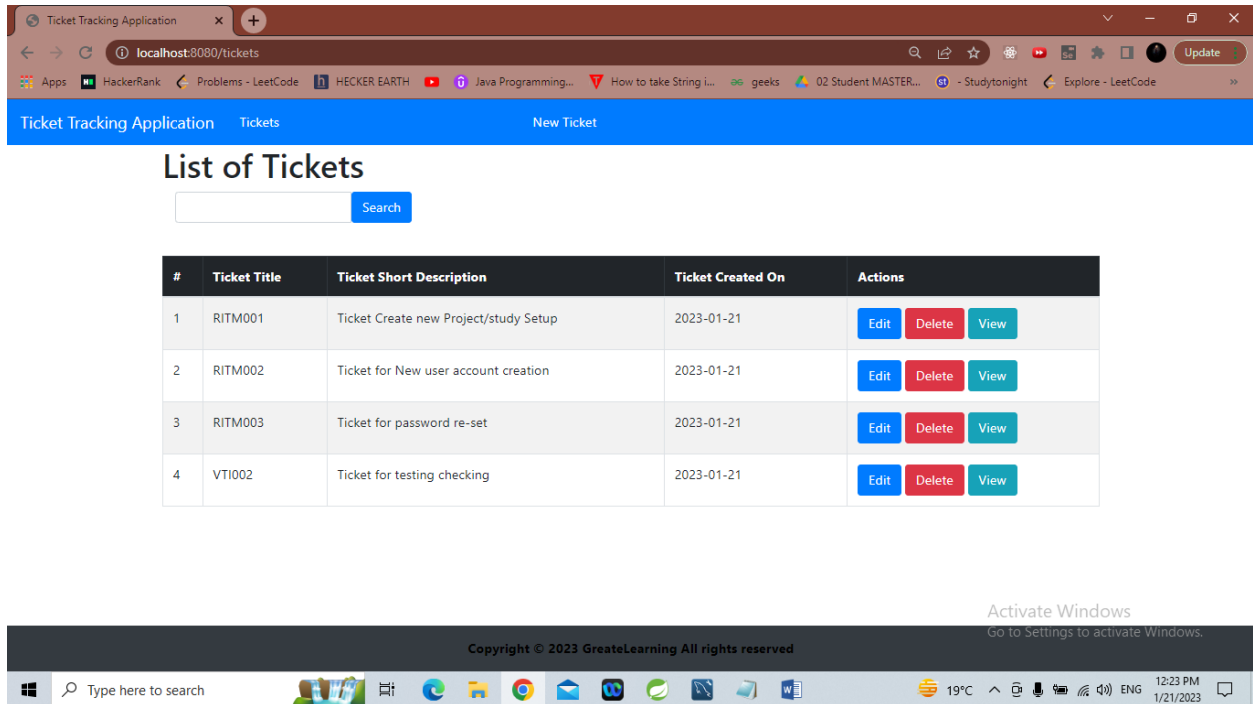 Ticket Tracking Application
localhost:8080/tickets
Update
Apps HackerRank Problems - LeetCode HECKER EARTH Java Programming... How to take String i... geeks 02 Student MASTER... - Studytonight Explore - LeetCode »
Ticket Tracking Application Tickets New Ticket
List of Tickets
Search
# Ticket Title Ticket Short Description Ticket Created On Actions
1 RITM001 Ticket Create new Project/study Setup 2023-01-21 Edit Delete View
2 RITM002 Ticket for New user account creation 2023-01-21 Edit Delete View
3 RITM003 Ticket for password re-set 2023-01-21 Edit Delete View
4 VTI002 Ticket for testing checking 2023-01-21 Edit Delete View
Activate Windows
Go to Settings to activate Windows.
Copyright © 2023 GreateLearning All rights reserved
Type here to search 19°C ENG 12:23 PM
1/21/2023